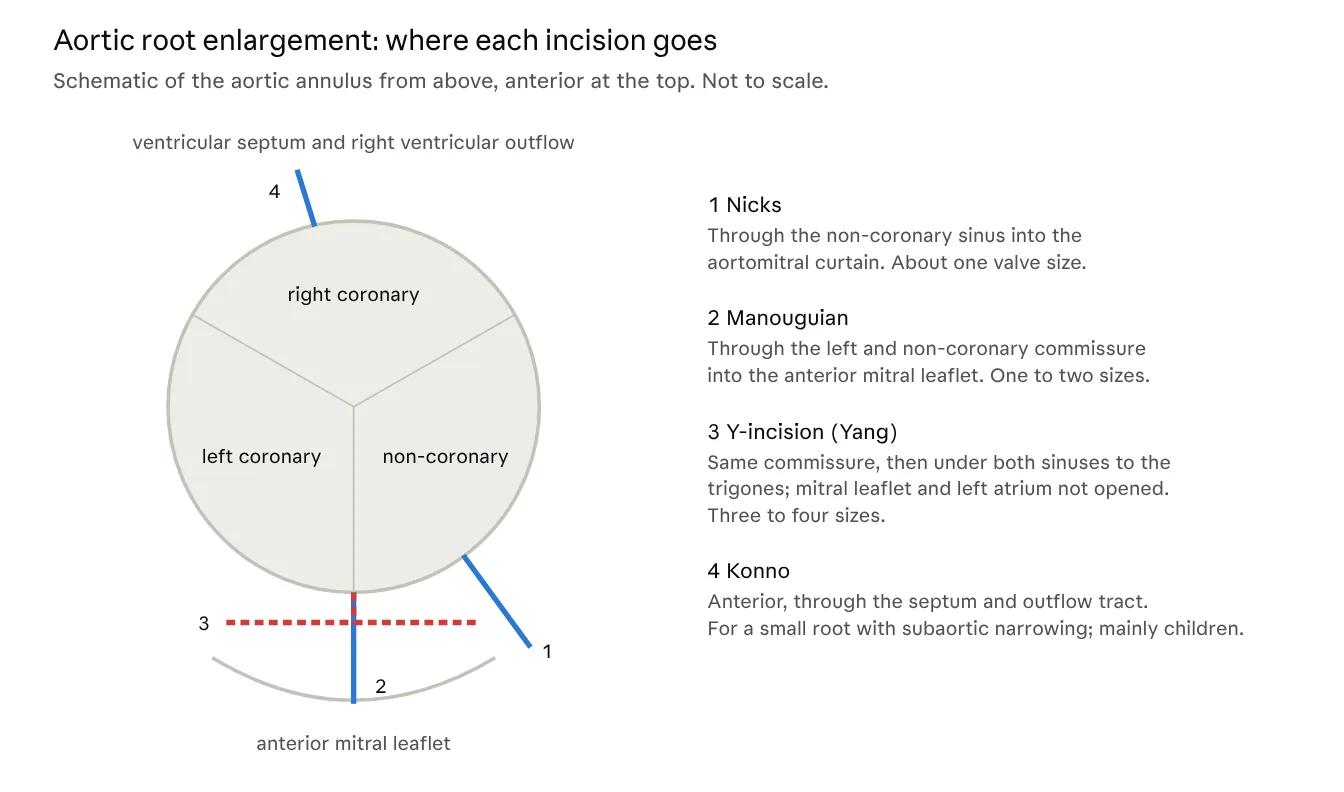 Aortic root enlargement: where each incision goes
Schematic of the aortic annulus from above, anterior at the top. Not to scale.
ventricular septum and right ventricular outflow
4
right coronary
left coronary
non-coronary
3
1
2
anterior mitral leaflet
1 Nicks
Through the non-coronary sinus into the
aortomitral curtain. About one valve size.
2 Manouguian
Through the left and non-coronary commissure
into the anterior mitral leaflet. One to two sizes.
3 Y-incision (Yang)
Same commissure, then under both sinuses to the
trigones; mitral leaflet and left atrium not opened.
Three to four sizes.
4 Konno
Anterior, through the septum and outflow tract.
For a small root with subaortic narrowing; mainly children.